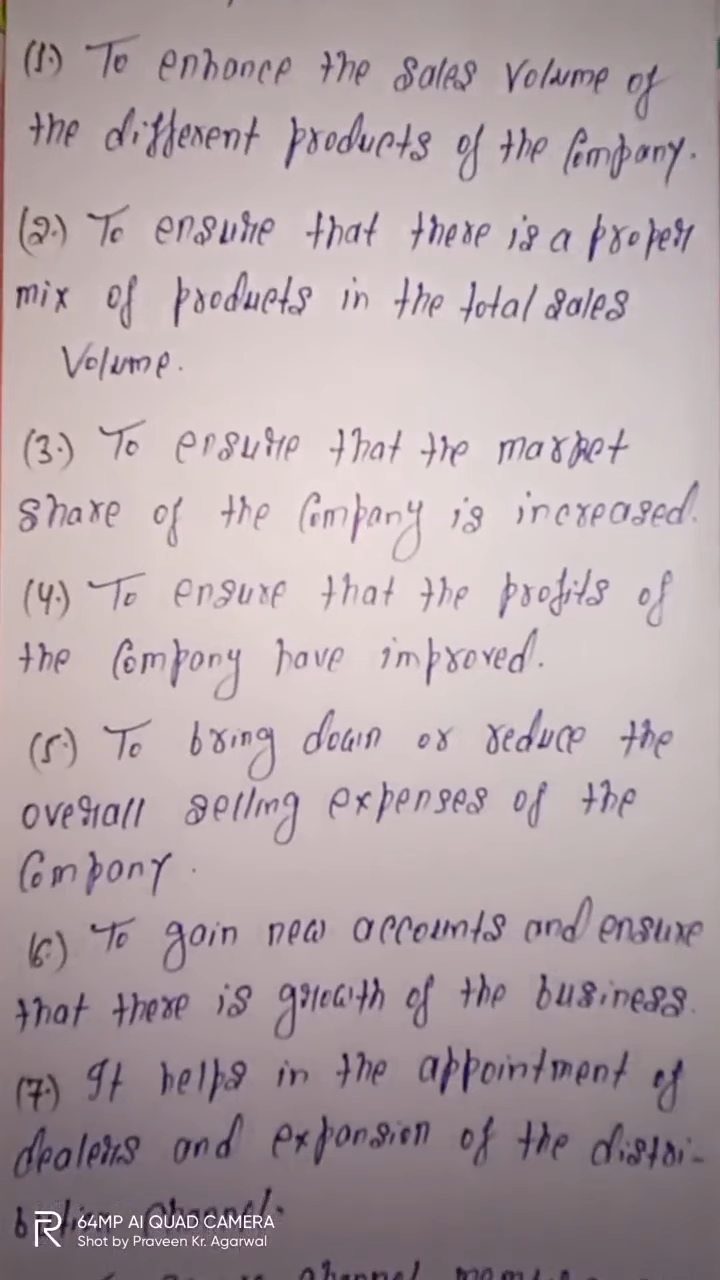 (1.) To enhance the sales volume of
the different products of the Company.
(2.) To ensure that there is a proper
mix of products in the total sales
Volume.
(3.) To ensure that the market
share of the Company is increased.
(4.) To ensure that the profits of
the Company have improved.
(5.) To bring down or reduce the
overall selling expenses of the
Company.
(6.) To gain new accounts and ensure
that there is growth of the business.
(7.) It helps in the appointment of
dealers and expansion of the distri-
bution channel.
64MP AI QUAD CAMERA
Shot by Praveen Kr. Agarwal
channel